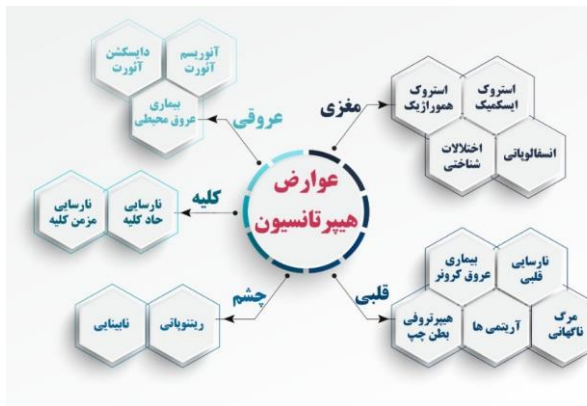 عوارض
هیپرتانسیون
مغزی
استروک
هموراژیک
استروک
ایسکمیک
اختلالات
شناختی
انسفالوپاتی
قلبی
بیماری
عروق کرونر
نارسایی
قلبی
هیپرتروفی
بطن چپ
آریتمی ها
مرگ
ناگهانی
عروقی
دایسکشن
آئورت
آنوریسم
آئورت
بیماری
عروق محیطی
کلیه
نارسایی
حاد کلیه
نارسایی
مزمن کلیه
چشم
رتینوپاتی
نابینایی